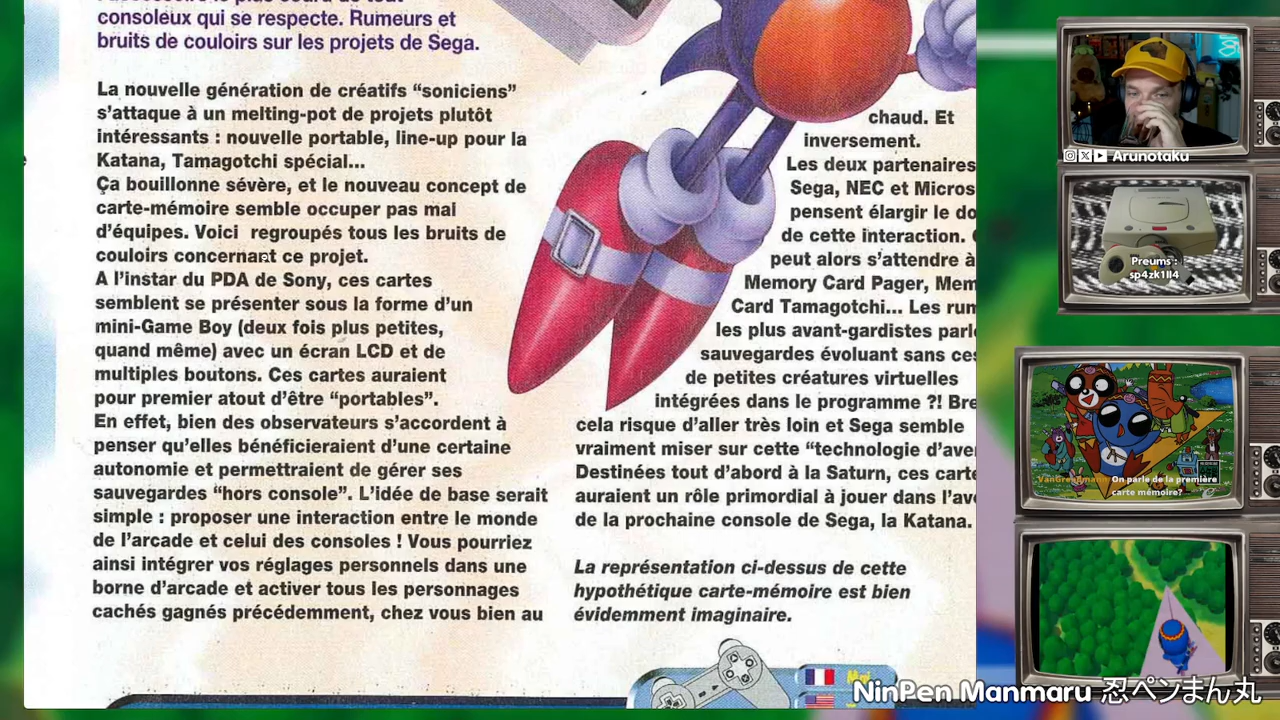 consoleux qui se respecte. Rumeurs et
bruits de couloirs sur les projets de Sega.
La nouvelle génération de créatifs “soniciens”
s’attaque à un melting-pot de projets plutôt
intéressants : nouvelle portable, line-up pour la
Katana, Tamagotchi spécial...
Ça bouillonne sévère, et le nouveau concept de
carte-mémoire semble occuper pas mai
d’équipes. Voici regroupés tous les bruits de
couloirs concernant ce projet.
A l’instar du PDA de Sony, ces cartes
semblent se présenter sous la forme d’un
mini-Game Boy (deux fois plus petites,
quand même) avec un écran LCD et de
multiples boutons. Ces cartes auraient
pour premier atout d’être “portables”.
En effet, bien des observateurs s’accordent à
penser qu’elles bénéficieraient d’une certaine
autonomie et permettraient de gérer ses
sauvegardes “hors console”. L’idée de base serait
simple : proposer une interaction entre le monde
de l’arcade et celui des consoles ! Vous pourriez
ainsi intégrer vos réglages personnels dans une
borne d’arcade et activer tous les personnages
cachés gagnés précédemment, chez vous bien au
chaud. Et
inversement.
Les deux partenaires
Sega, NEC et Micros
pensent élargir le do
de cette interaction.
peut alors s’attendre à
Memory Card Pager, Mem
Card Tamagotchi... Les rum
les plus avant-gardistes parle
sauvegardes évoluant sans ces
de petites créatures virtuelles
intégrées dans le programme ?! Bre
cela risque d’aller très loin et Sega semble
vraiment miser sur cette “technologie d’ave
Destinées tout d’abord à la Saturn, ces carte
auraient un rôle primordial à jouer dans l’ave
de la prochaine console de Sega, la Katana.
La représentation ci-dessus de cette
hypothétique carte-mémoire est bien
évidemment imaginaire.
Arunotaku
Preums :
sp4zk1ll4
On parle de la première
carte mémoire?
NinPen Manmaru 忍ペンまん丸